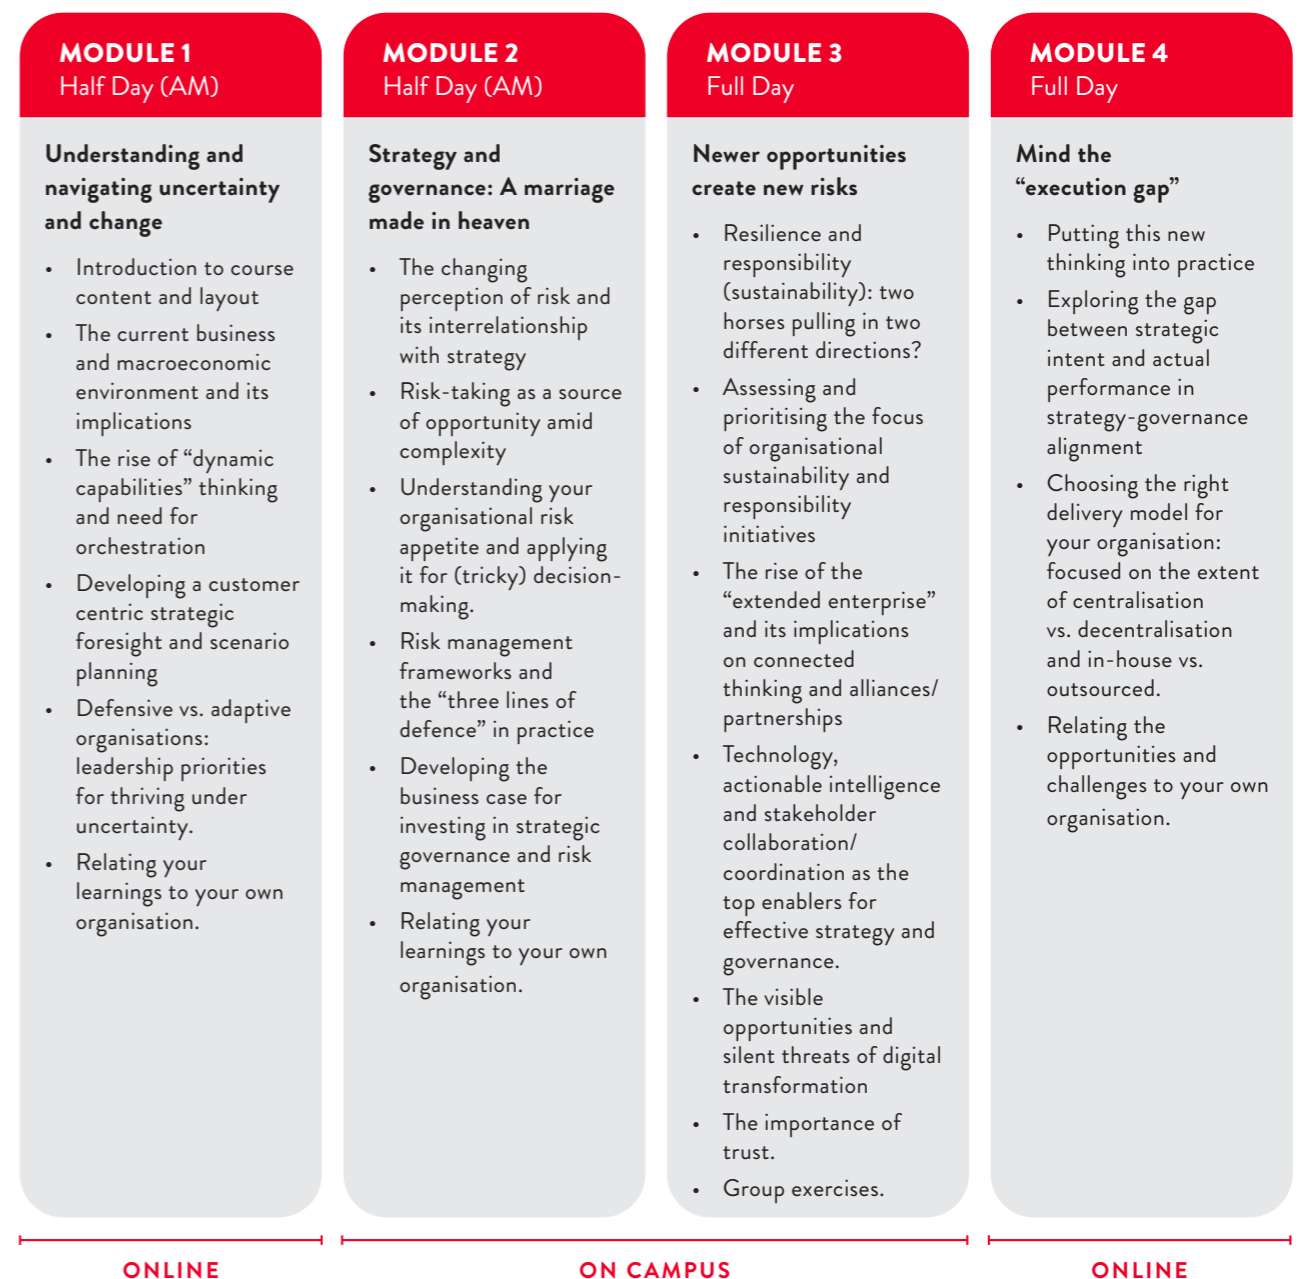 MODULE 1
Half Day (AM)
Understanding and
navigating uncertainty
and change
• Introduction to course
content and layout
• The current business
and macroeconomic
environment and its
implications
• The rise of “dynamic
capabilities” thinking
and need for
orchestration
• Developing a customer
centric strategic
foresight and scenario
planning
• Defensive vs. adaptive
organisations:
leadership priorities
for thriving under
uncertainty.
• Relating your
learnings to your own
organisation.
MODULE 2
Half Day (AM)
Strategy and
governance: A marriage
made in heaven
• The changing
perception of risk and
its interrelationship
with strategy
• Risk-taking as a source
of opportunity amid
complexity
• Understanding your
organisational risk
appetite and applying
it for (tricky) decision-
making.
• Risk management
frameworks and
the “three lines of
defence” in practice
• Developing the
business case for
investing in strategic
governance and risk
management
• Relating your
learnings to your own
organisation.
MODULE 3
Full Day
Newer opportunities
create new risks
• Resilience and
responsibility
(sustainability): two
horses pulling in two
different directions?
• Assessing and
prioritising the focus
of organisational
sustainability and
responsibility
initiatives
• The rise of the
“extended enterprise”
and its implications
on connected
thinking and alliances/
partnerships
• Technology,
actionable intelligence
and stakeholder
collaboration/
coordination as the
top enablers for
effective strategy and
governance.
• The visible
opportunities and
silent threats of digital
transformation
• The importance of
trust.
• Group exercises.
MODULE 4
Full Day
Mind the
“execution gap”
• Putting this new
thinking into practice
• Exploring the gap
between strategic
intent and actual
performance in
strategy-governance
alignment
• Choosing the right
delivery model for
your organisation:
focused on the extent
of centralisation
vs. decentralisation
and in-house vs.
outsourced.
• Relating the
opportunities and
challenges to your own
organisation.
ONLINE
ON CAMPUS
ONLINE